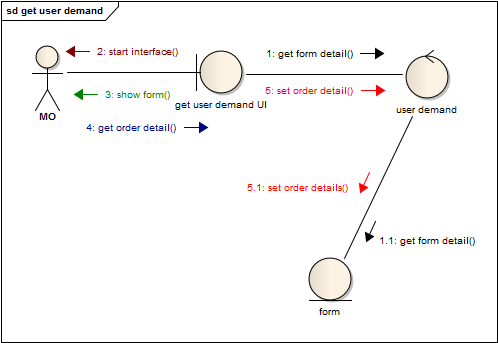 sd get user demand
2: start interface()
1: get form detail()
3: show form()
5: set order detail()
get user demand UI
user demand
MO
4: get order detail()
5.1: set order details()
1.1: get form detail()
form